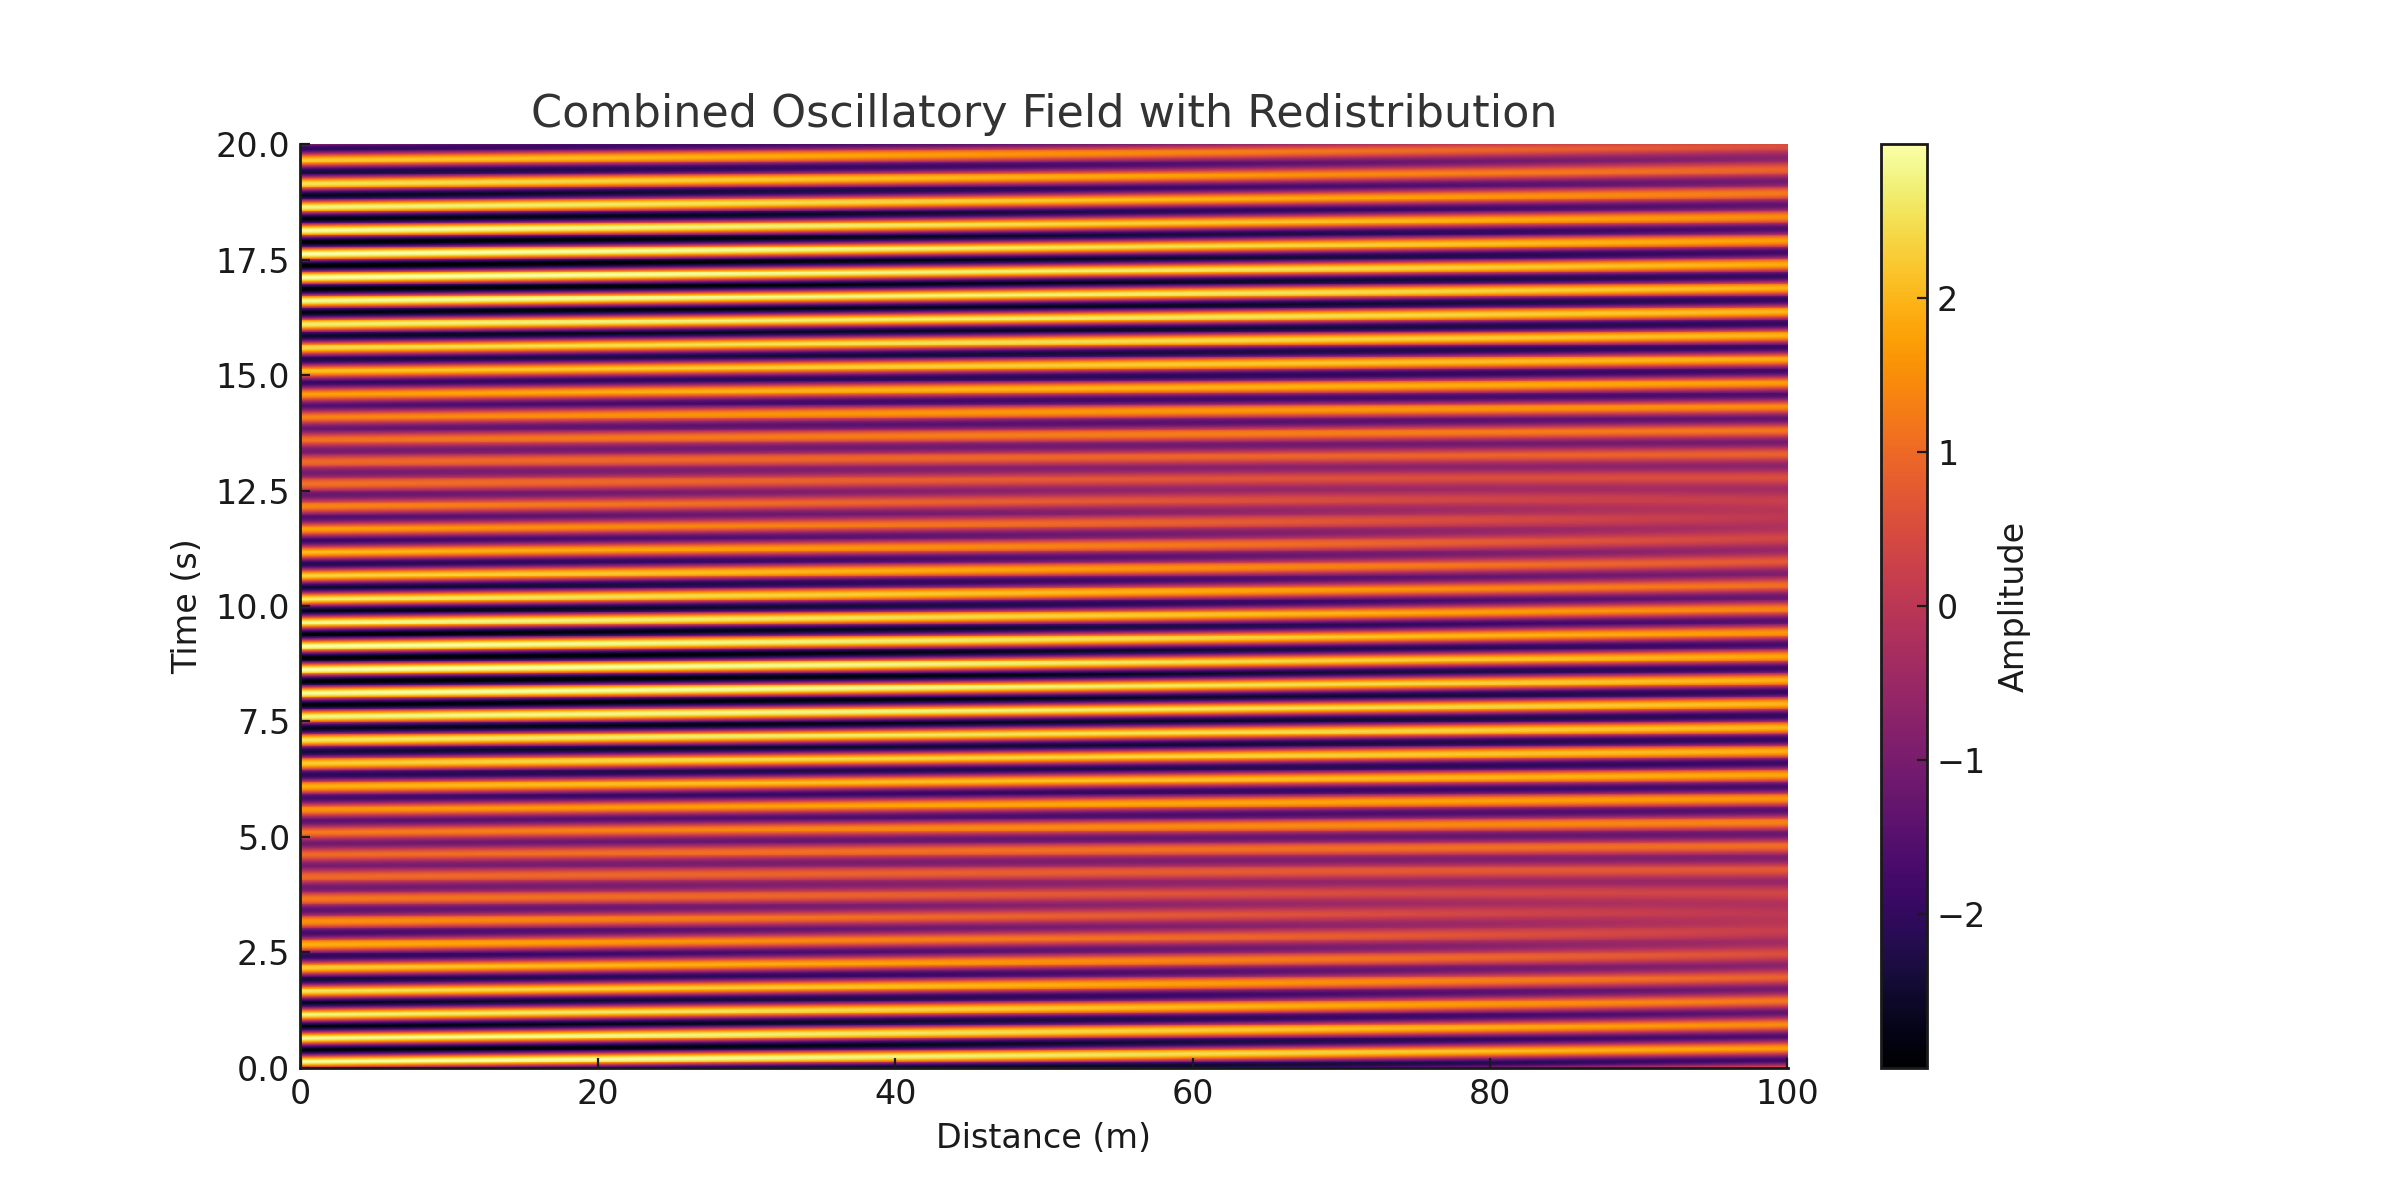 Combined Oscillatory Field with Redistribution
20.0
17.5
15.0
12.5
10.0
7.5
5.0
2.5
0.0
Time (s)
0 20 40 60 80 100
Distance (m)
2
1
0
−1
−2
Amplitude